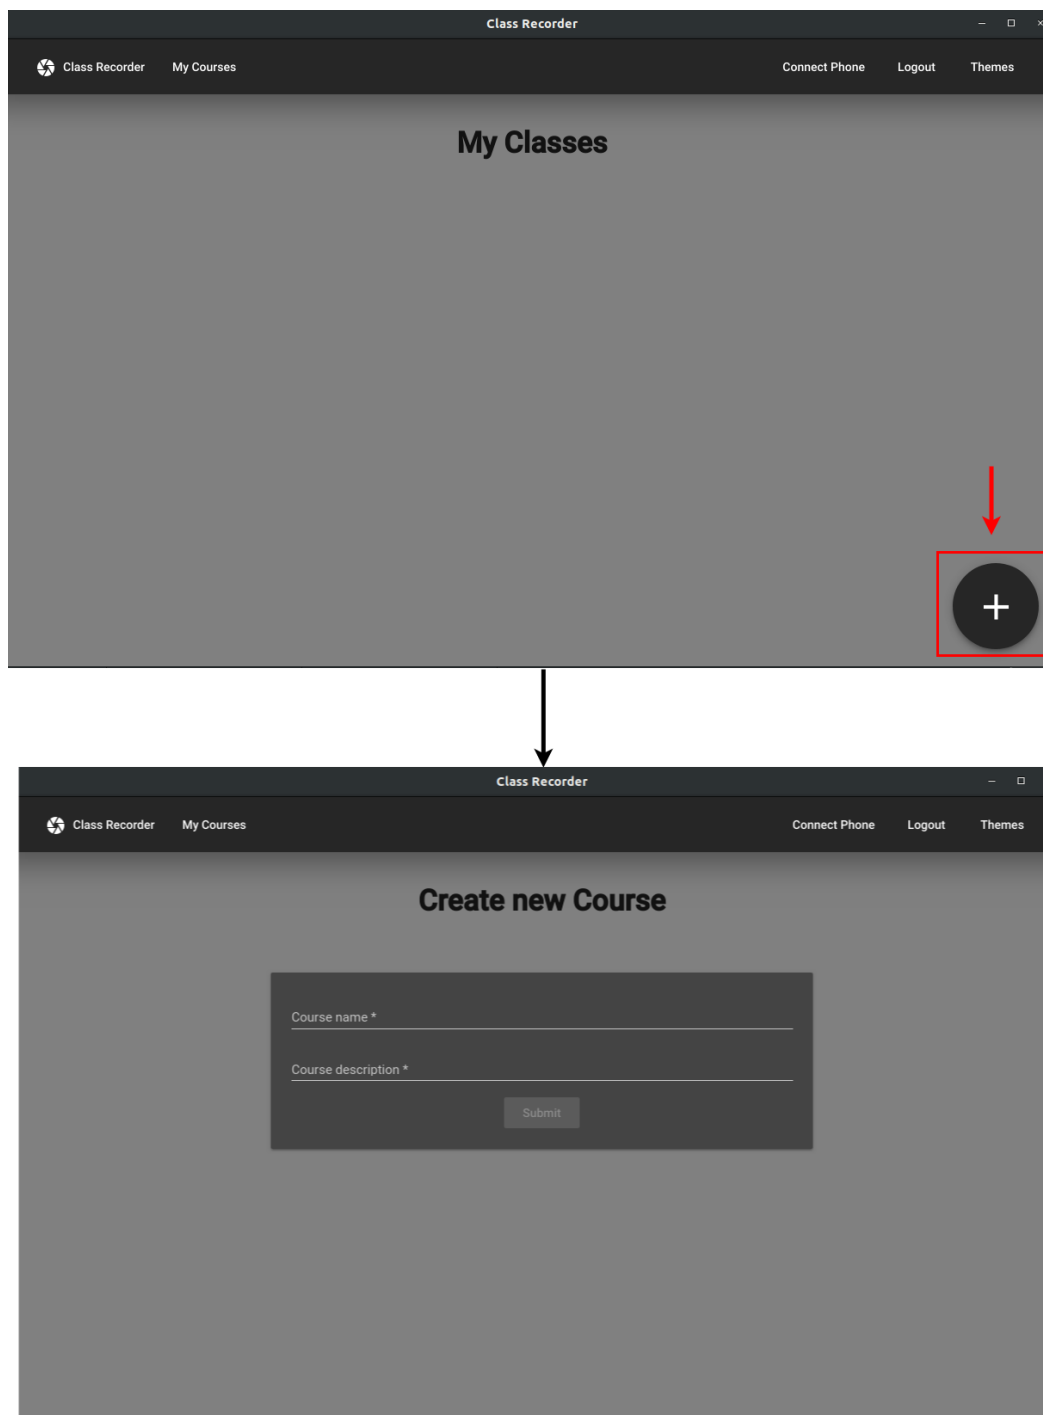 Class Recorder
Class Recorder My Courses Connect Phone Logout Themes
My Classes
+
Class Recorder
Class Recorder My Courses Connect Phone Logout Themes
Create new Course
Course name *
Course description *
Submit